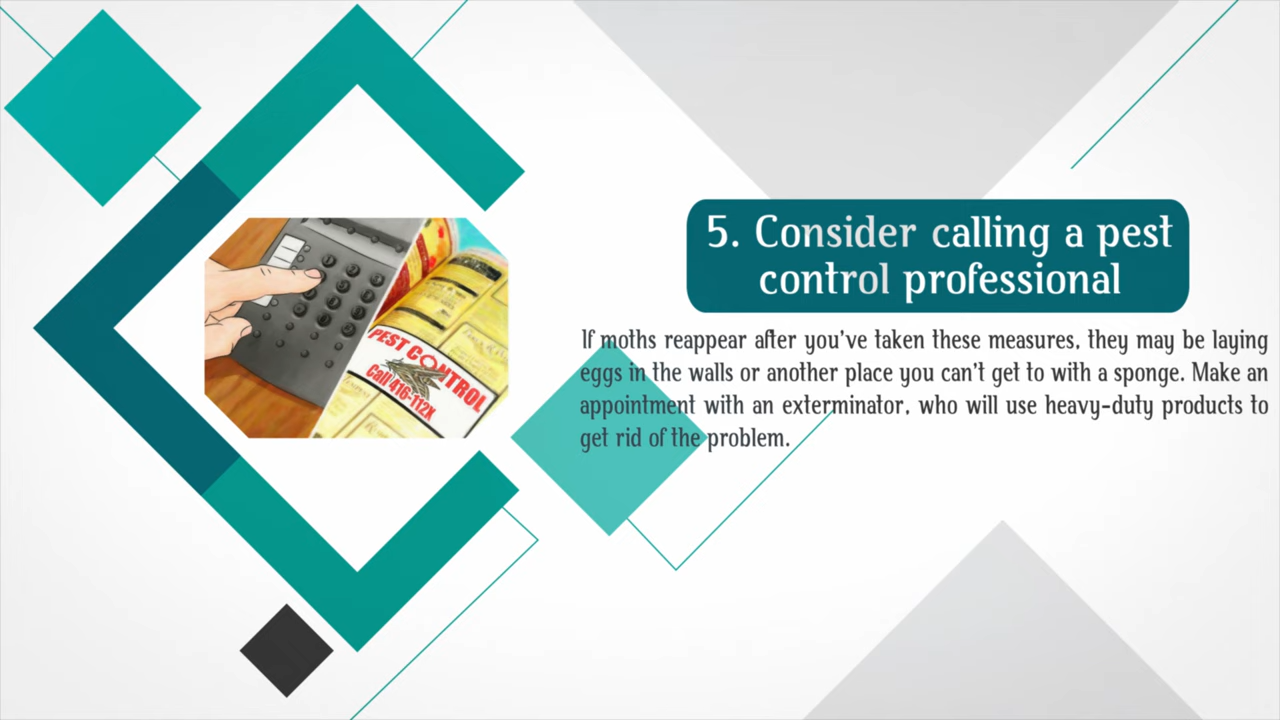 5. Consider calling a pest
control professional
If moths reappear after you've taken these measures, they may be laying
eggs in the walls or another place you can't get to with a sponge. Make an
appointment with an exterminator, who will use heavy-duty products to
get rid of the problem.
PEST CONTROL
Call 416-112X